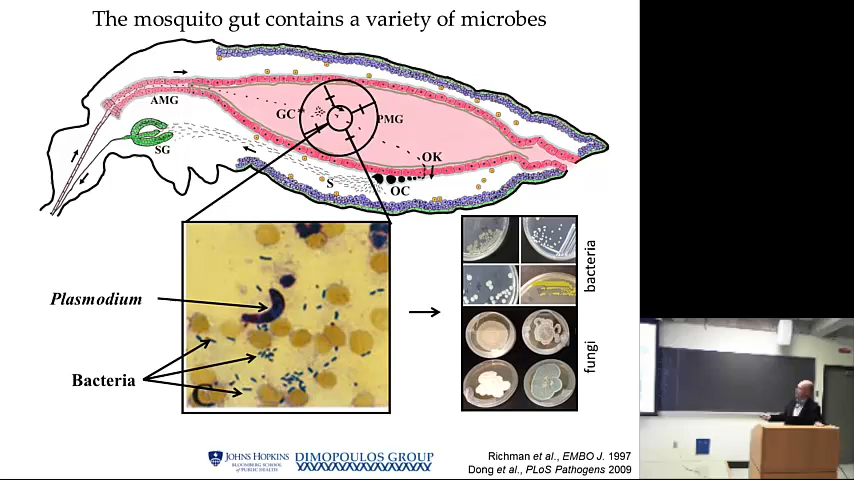 The mosquito gut contains a variety of microbes
AMG
GC
PMG
SG
OK
S
OC
Plasmodium
Bacteria
bacteria
fungi
JOHNS HOPKINS
BLOOMBERG SCHOOL
of PUBLIC HEALTH
DIMOPOULOS GROUP
Richman et al., EMBO J. 1997
Dong et al., PLoS Pathogens 2009